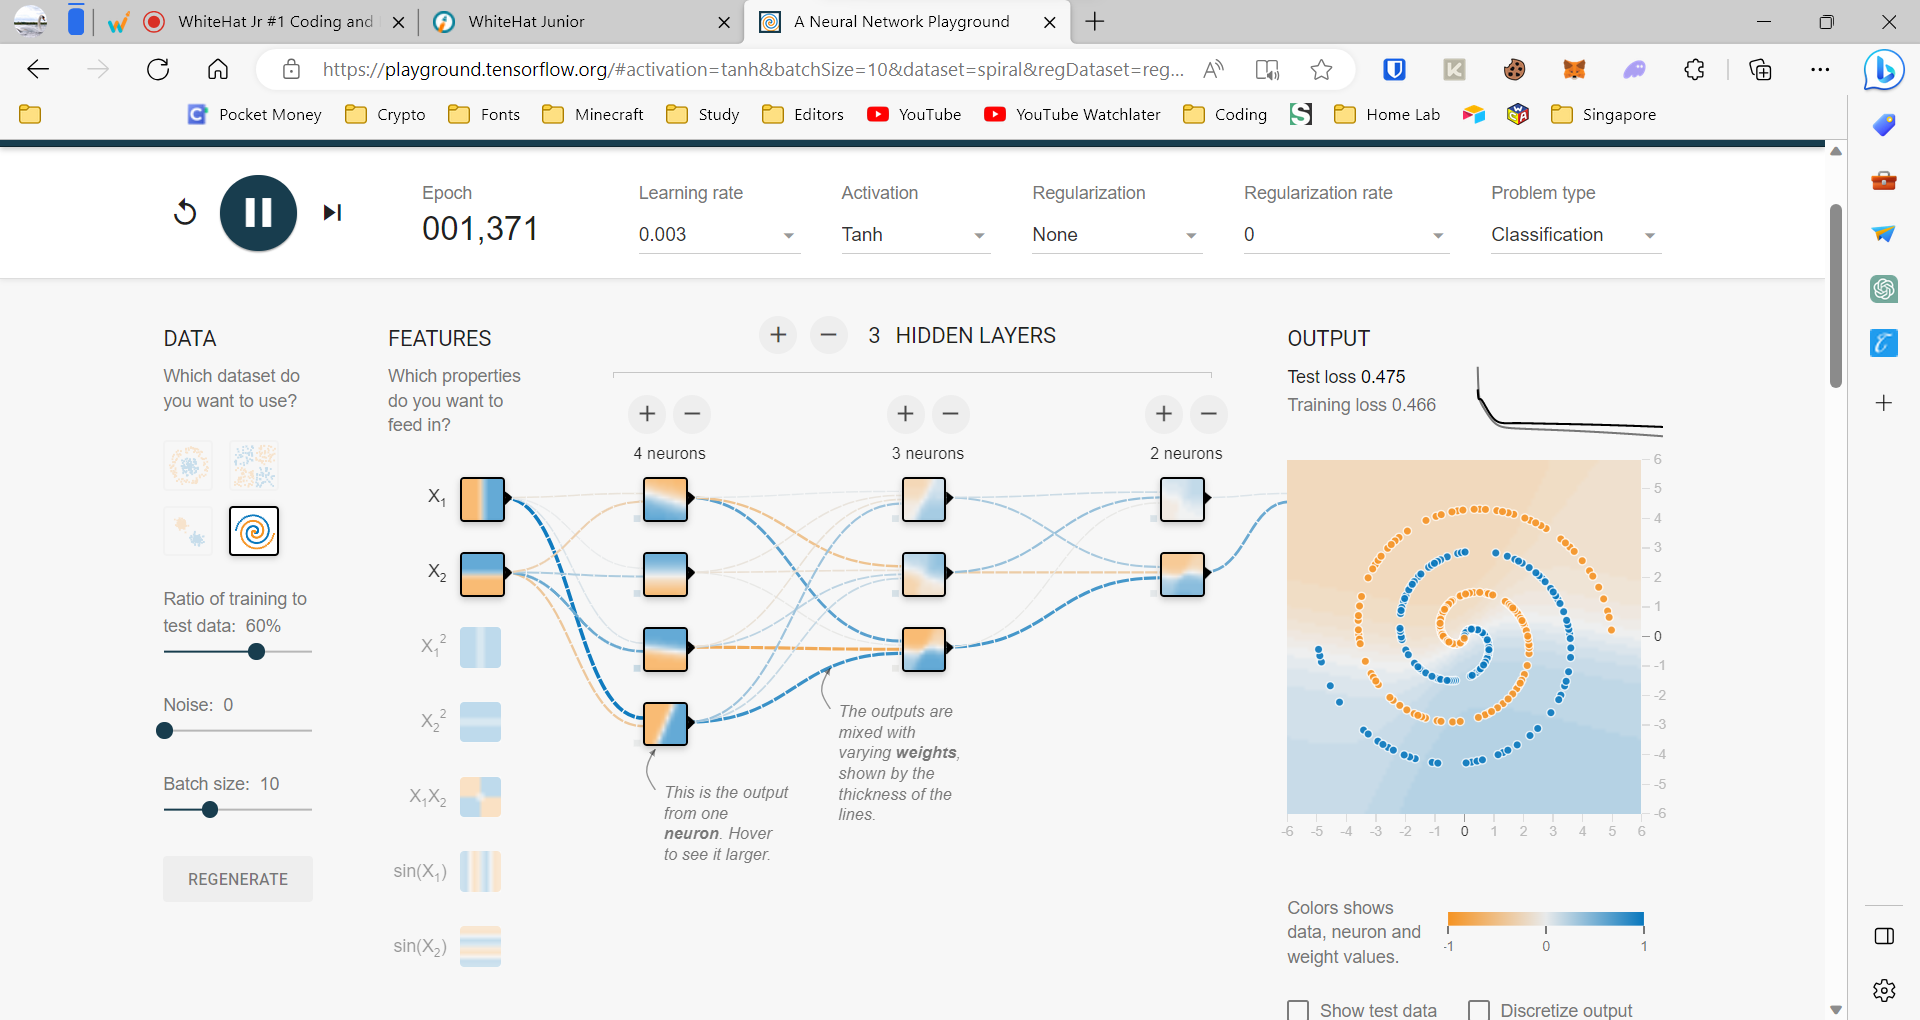 WhiteHat Jr #1 Coding and
WhiteHat Junior
A Neural Network Playground
https://playground.tensorflow.org/#activation=tanh&batchSize=10&dataset=spiral&regDataset=reg...
Pocket Money
Crypto
Fonts
Minecraft
Study
Editors
YouTube
YouTube Watchlater
Coding
Home Lab
Singapore
Epoch
001,371
Learning rate
0.003
Activation
Tanh
Regularization
None
Regularization rate
0
Problem type
Classification
DATA
Which dataset do
you want to use?
Ratio of training to
test data: 60%
Noise: 0
Batch size: 10
REGENERATE
FEATURES
Which properties
do you want to
feed in?
X1
X2
X1^2
X2^2
X1X2
sin(X1)
sin(X2)
+ − 3 HIDDEN LAYERS
+ −
4 neurons
+ −
3 neurons
+ −
2 neurons
This is the output
from one
neuron. Hover
to see it larger.
The outputs are
mixed with
varying weights,
shown by the
thickness of the
lines.
OUTPUT
Test loss 0.475
Training loss 0.466
6
5
4
3
2
1
0
-1
-2
-3
-4
-5
-6
-6 -5 -4 -3 -2 -1 0 1 2 3 4 5 6
Colors shows
data, neuron and
weight values.
-1 0 1
Show test data
Discretize output